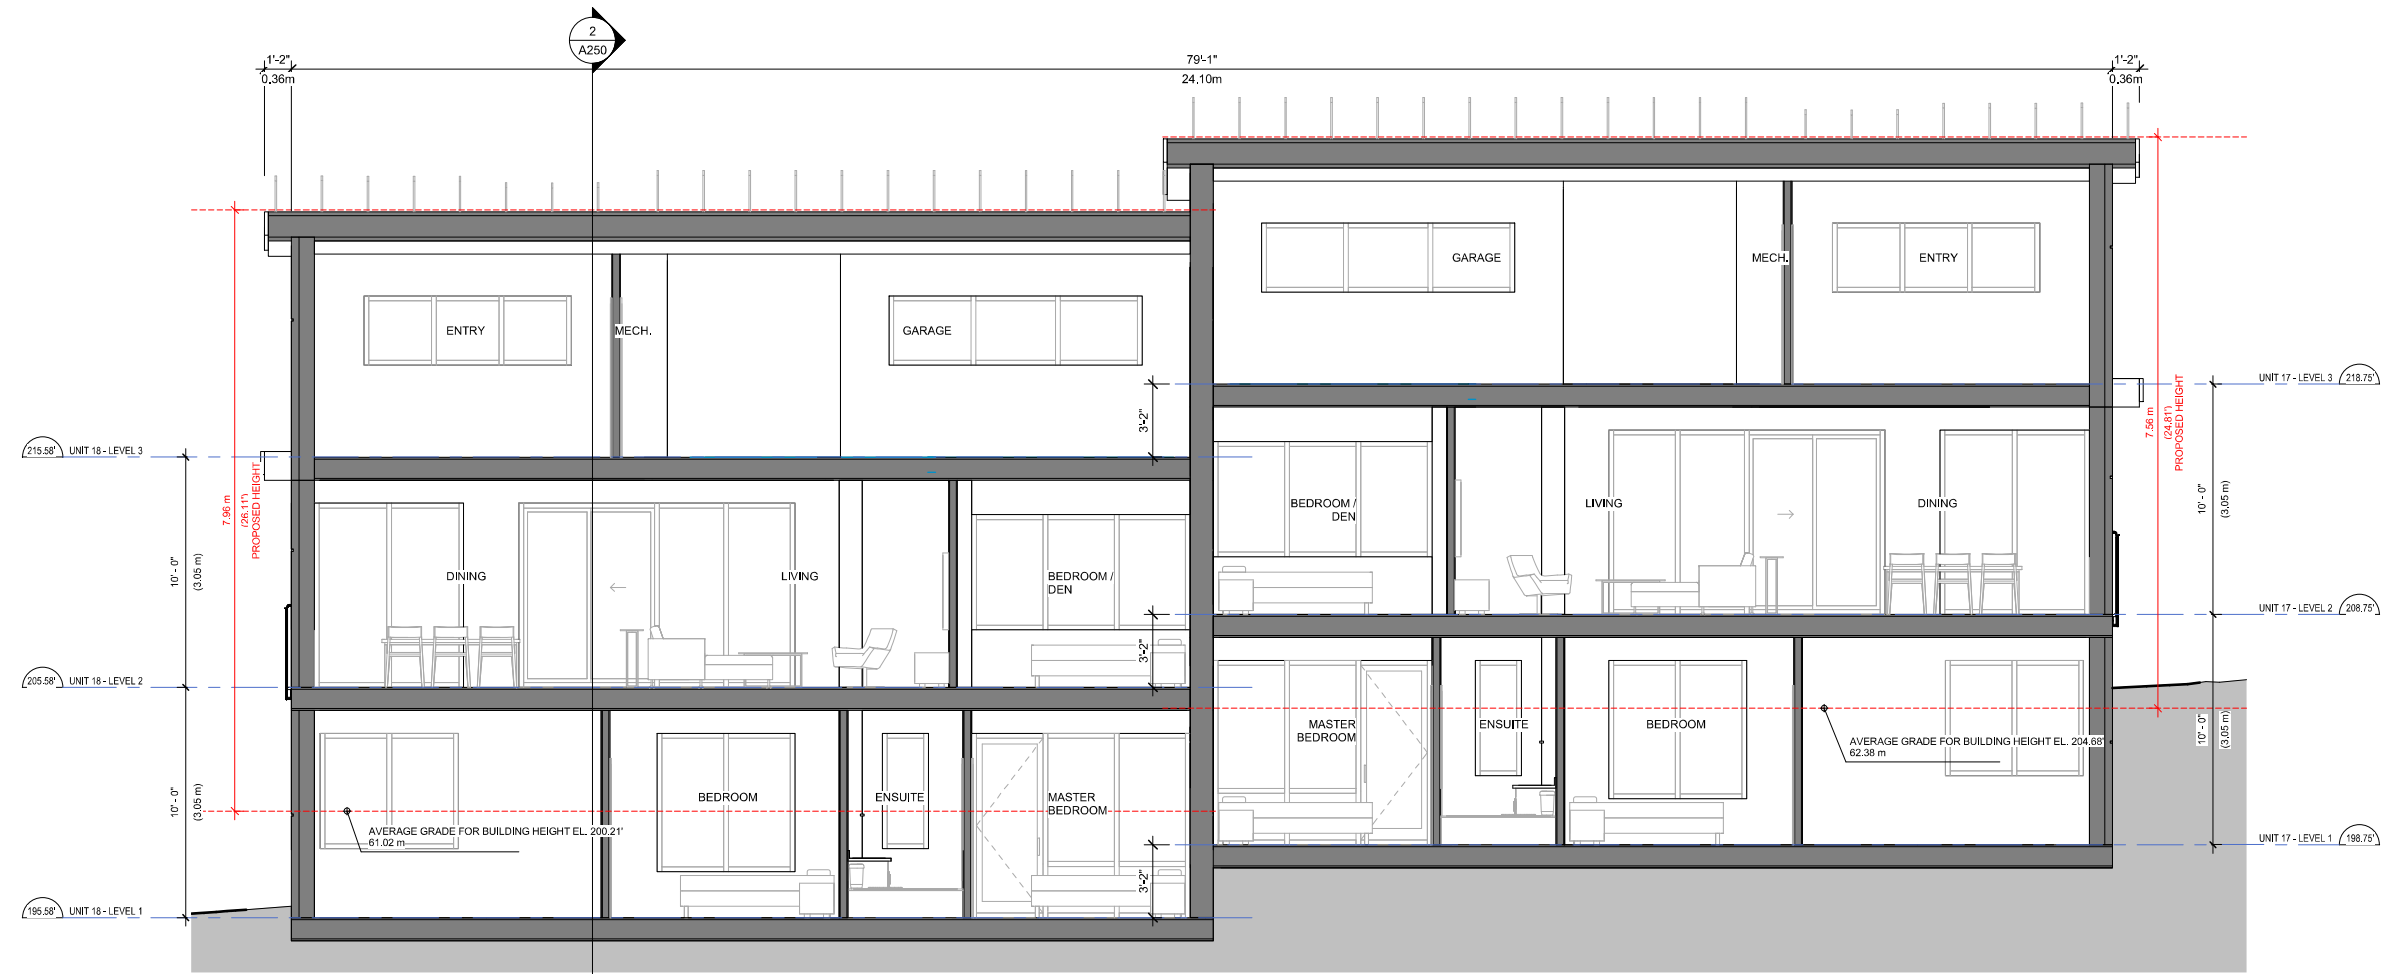 2
A250
1'-2"
0.36m
79'-1"
24.10m
1'-2"
0.36m
GARAGE
MECH.
ENTRY
ENTRY
MECH.
GARAGE
UNIT 17 - LEVEL 3
218.75'
7.56 m
(24.81')
PROPOSED HEIGHT
3'-2"
215.58'
UNIT 18 - LEVEL 3
7.96 m
(26.11')
PROPOSED HEIGHT
BEDROOM /
DEN
LIVING
DINING
10' - 0"
(3.05 m)
10' - 0"
(3.05 m)
DINING
LIVING
BEDROOM /
DEN
UNIT 17 - LEVEL 2
208.75'
3'-2"
205.58'
UNIT 18 - LEVEL 2
MASTER
BEDROOM
ENSUITE
BEDROOM
AVERAGE GRADE FOR BUILDING HEIGHT EL. 204.68'
62.38 m
10' - 0"
(3.05 m)
10' - 0"
(3.05 m)
BEDROOM
ENSUITE
MASTER
BEDROOM
AVERAGE GRADE FOR BUILDING HEIGHT EL. 200.21'
61.02 m
UNIT 17 - LEVEL 1
198.75'
3'-2"
195.58'
UNIT 18 - LEVEL 1